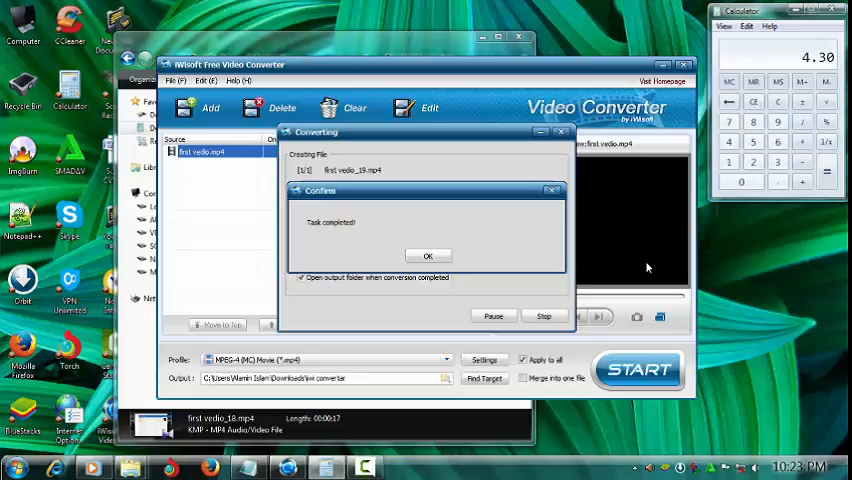 Computer
CCleaner
Recycle Bin
Calculator
ImgBurn
SMADΔV
Notepad++
Skype
Orbit
VPN
Unlimited
Mozilla
Firefox
Torch
BlueStacks
Internet
Option...
Organiz
iWisoft Free Video Converter
File (F)
Edit (E)
Help (H)
Visit Homepage
Add
Delete
Clear
Edit
Video Converter
by iWisoft
Source
first vedio.mp4
Converting
Creating File
[1/1]
first vedio_19.mp4
Confirm
Task completed!
OK
Open output folder when conversion completed
Pause
Stop
Move to Top
Profile:
MPEG-4 (MC) Movie (*.mp4)
Settings
Apply to all
START
Output :
C:\Users\Alamin Islam\Downloads\iwi convertar
Find Target
Merge into one file
first vedio_18.mp4
Length: 00:00:17
KMP - MP4 Audio/Video File
Calculator
View
Edit
Help
4.30
MC
MR
MS
M+
M-
←
CE
C
±
√
7
8
9
/
%
4
5
6
*
1/x
1
2
3
-
=
0
.
+
10:23 PM